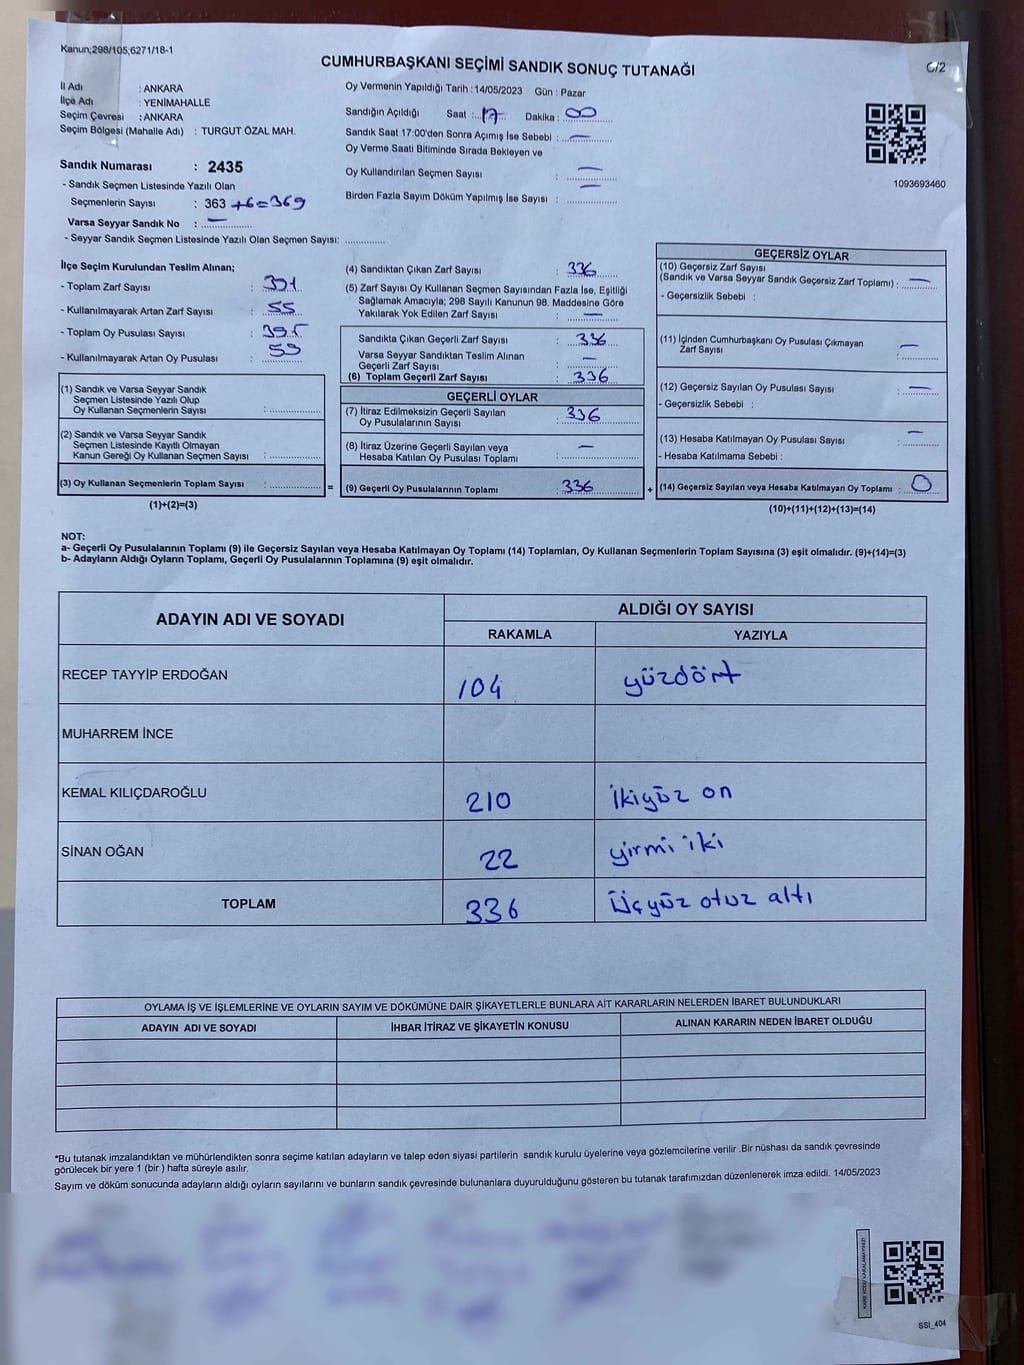 Kanun;298/105;6271/18-1
CUMHURBAŞKANI SEÇİMİ SANDIK SONUÇ TUTANAĞI
C/2
İl Adı : ANKARA
İlçe Adı : YENİMAHALLE
Seçim Çevresi : ANKARA
Seçim Bölgesi (Mahalle Adı) : TURGUT ÖZAL MAH.
Sandık Numarası : 2435
- Sandık Seçmen Listesinde Yazılı Olan
Seçmenlerin Sayısı : 363 +6=369
Varsa Seyyar Sandık No : —
- Seyyar Sandık Seçmen Listesinde Yazılı Olan Seçmen Sayısı: ............
Oy Vermenin Yapıldığı Tarih : 14/05/2023 Gün : Pazar
Sandığın Açıldığı Saat : 17 Dakika : 00
Sandık Saat 17:00'den Sonra Açımış İse Sebebi : —
Oy Verme Saati Bitiminde Sırada Bekleyen ve
Oy Kullandırılan Seçmen Sayısı : —
Birden Fazla Sayım Döküm Yapılmış İse Sayısı : —
1093693460
İlçe Seçim Kurulundan Teslim Alınan;
- Toplam Zarf Sayısı : 391
- Kullanılmayarak Artan Zarf Sayısı : 55
- Toplam Oy Pusulası Sayısı : 395
- Kullanılmayarak Artan Oy Pusulası : 59
(1) Sandık ve Varsa Seyyar Sandık
Seçmen Listesinde Yazılı Olup
Oy Kullanan Seçmenlerin Sayısı : ............
(2) Sandık ve Varsa Seyyar Sandık
Seçmen Listesinde Kayıtlı Olmayan
Kanun Gereği Oy Kullanan Seçmen Sayısı : ............
(3) Oy Kullanan Seçmenlerin Toplam Sayısı : ............ =
(1)+(2)=(3)
(4) Sandıktan Çıkan Zarf Sayısı : 336
(5) Zarf Sayısı Oy Kullanan Seçmen Sayısından Fazla İse, Eşitliği
Sağlamak Amacıyla; 298 Sayılı Kanunun 98. Maddesine Göre
Yakılarak Yok Edilen Zarf Sayısı : —
Sandıkta Çıkan Geçerli Zarf Sayısı : 336
Varsa Seyyar Sandıktan Teslim Alınan
Geçerli Zarf Sayısı : —
(6) Toplam Geçerli Zarf Sayısı : 336
GEÇERLİ OYLAR
(7) İtiraz Edilmeksizin Geçerli Sayılan
Oy Pusulalarının Sayısı : 336
(8) İtiraz Üzerine Geçerli Sayılan veya
Hesaba Katılan Oy Pusulası Toplamı : —
(9) Geçerli Oy Pusulalarının Toplamı : 336 +
GEÇERSİZ OYLAR
(10) Geçersiz Zarf Sayısı
(Sandık ve Varsa Seyyar Sandık Geçersiz Zarf Toplamı) : —
- Geçersizlik Sebebi :
(11) İçinden Cumhurbaşkanı Oy Pusulası Çıkmayan
Zarf Sayısı : —
(12) Geçersiz Sayılan Oy Pusulası Sayısı : —
- Geçersizlik Sebebi :
(13) Hesaba Katılmayan Oy Pusulası Sayısı : —
- Hesaba Katılmama Sebebi :
(14) Geçersiz Sayılan veya Hesaba Katılmayan Oy Toplamı : 0
(10)+(11)+(12)+(13)=(14)
NOT:
a- Geçerli Oy Pusulalarının Toplamı (9) ile Geçersiz Sayılan veya Hesaba Katılmayan Oy Toplamı (14) Toplamları, Oy Kullanan Seçmenlerin Toplam Sayısına (3) eşit olmalıdır. (9)+(14)=(3)
b- Adayların Aldığı Oyların Toplamı, Geçerli Oy Pusulalarının Toplamına (9) eşit olmalıdır.
ADAYIN ADI VE SOYADI
ALDIĞI OY SAYISI
RAKAMLA YAZIYLA
RECEP TAYYİP ERDOĞAN 104 yüzdört
MUHARREM İNCE
KEMAL KILIÇDAROĞLU 210 ikiyüz on
SİNAN OĞAN 22 yirmi iki
TOPLAM 336 Üçyüz otuz altı
OYLAMA İŞ VE İŞLEMLERİNE VE OYLARIN SAYIM VE DÖKÜMÜNE DAİR ŞİKAYETLERLE BUNLARA AİT KARARLARIN NELERDEN İBARET BULUNDUKLARI
ADAYIN ADI VE SOYADI İHBAR İTİRAZ VE ŞİKAYETİN KONUSU ALINAN KARARIN NEDEN İBARET OLDUĞU
*Bu tutanak imzalandıktan ve mühürlendikten sonra seçime katılan adayların ve talep eden siyasi partilerin sandık kurulu üyelerine veya gözlemcilerine verilir .Bir nüshası da sandık çevresinde
görülecek bir yere 1 (bir ) hafta süreyle asılır.
Sayım ve döküm sonucunda adayların aldığı oyların sayılarını ve bunların sandık çevresinde bulunanlara duyurulduğunu gösteren bu tutanak tarafımızdan düzenlenerek imza edildi. 14/05/2023
KARE KODU KARALAMAYINIZ!
SSI_404